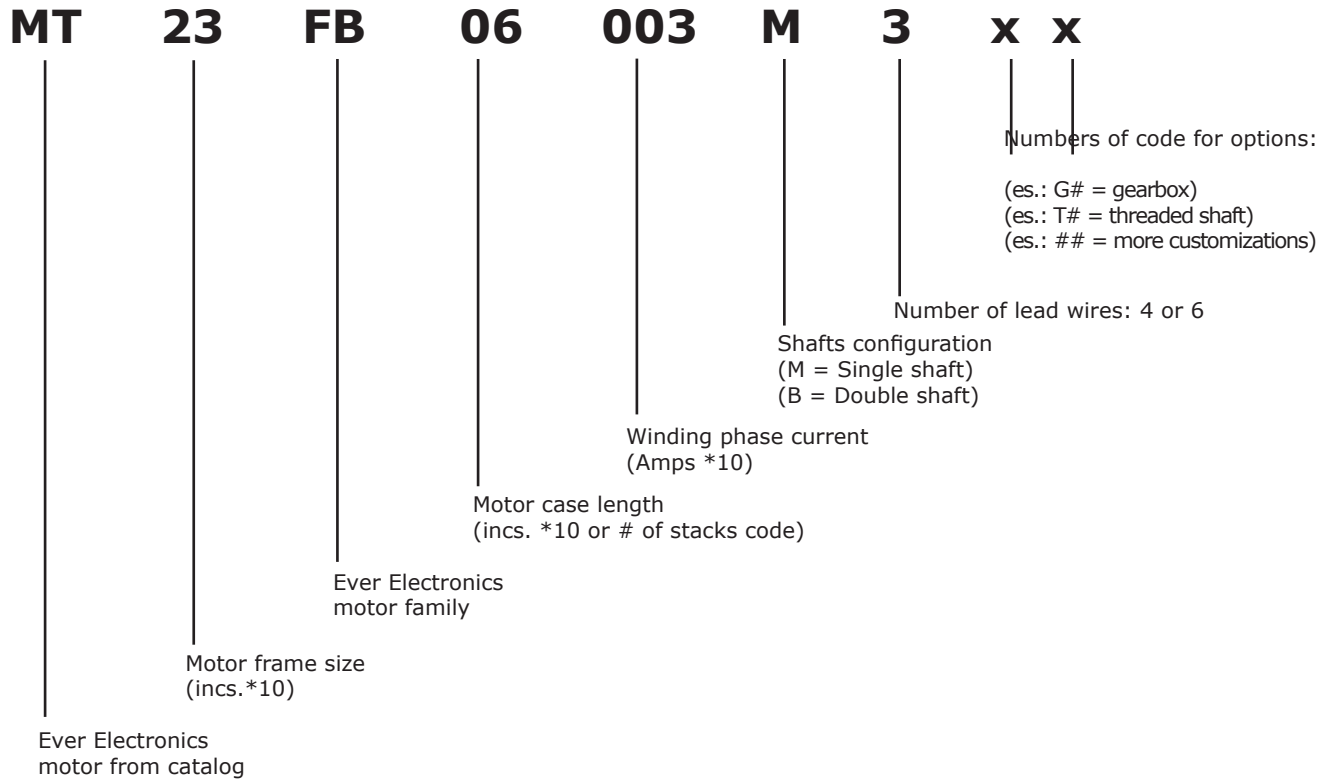 MT 23 FB 06 003 M 3 x x
Numbers of code for options:
(es.: G# = gearbox)
(es.: T# = threaded shaft)
(es.: ## = more customizations)
Number of lead wires: 4 or 6
Shafts configuration
(M = Single shaft)
(B = Double shaft)
Winding phase current
(Amps *10)
Motor case length
(incs. *10 or # of stacks code)
Ever Electronics
motor family
Motor frame size
(incs.*10)
Ever Electronics
motor from catalog